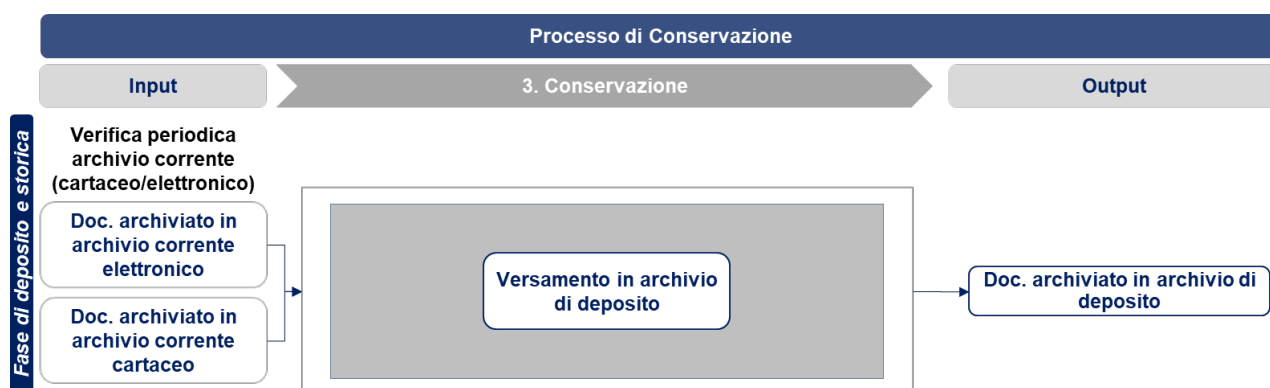 Processo di Conservazione
Input
3. Conservazione
Output
Fase di deposito e storica
Verifica periodica
archivio corrente
(cartaceo/elettronico)
Doc. archiviato in
archivio corrente
elettronico
Doc. archiviato in
archivio corrente
cartaceo
Versamento in archivio
di deposito
Doc. archiviato in archivio di
deposito